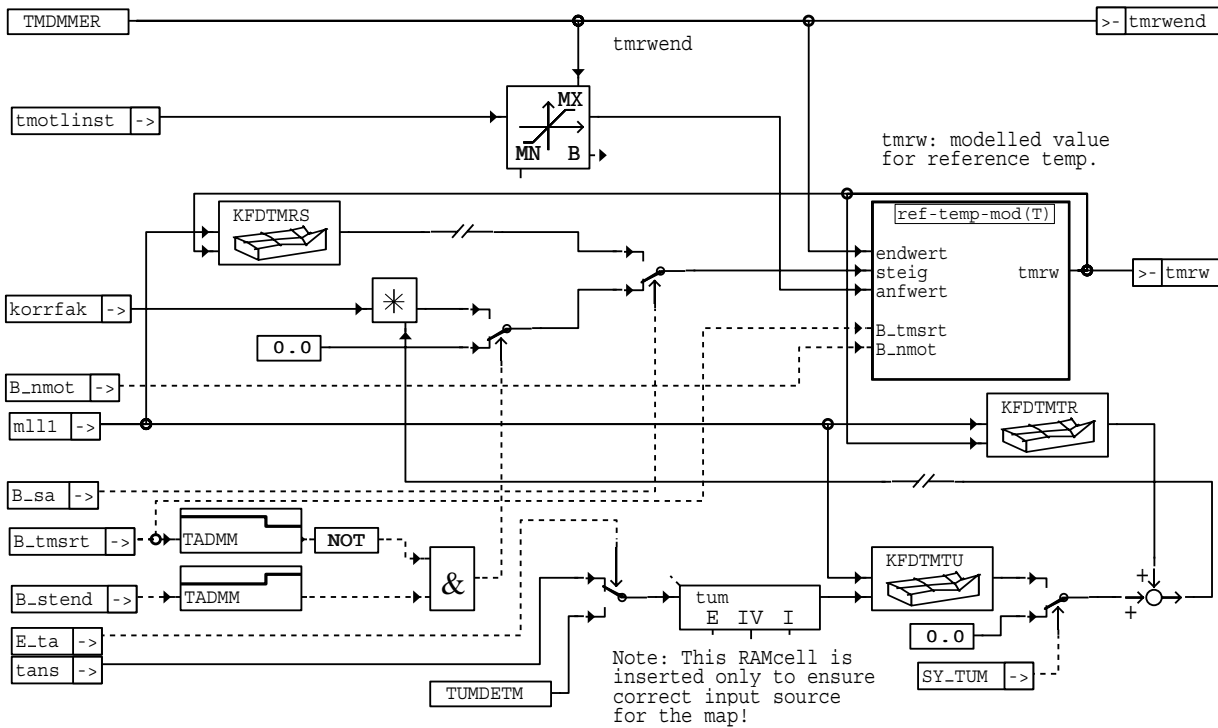 TMDMMER
>- tmrwend
tmrwend
MX
tmotlinst ->
MN B
tmrw: modelled value
for reference temp.
KFDTMRS
ref-temp-mod(T)
endwert
steig
tmrw
>- tmrw
anfwert
korrfak ->
*
B_tmsrt
0.0
B_nmot
B_nmot ->
KFDTMTR
mll1 ->
B_sa ->
B_tmsrt ->
TADMM
NOT
KFDTMTU
&
B_stend ->
TADMM
tum
+
E IV I
+
E_ta ->
0.0
tans ->
Note: This RAMcell is
inserted only to ensure
correct input source
for the map!
SY_TUM ->
TUMDETM